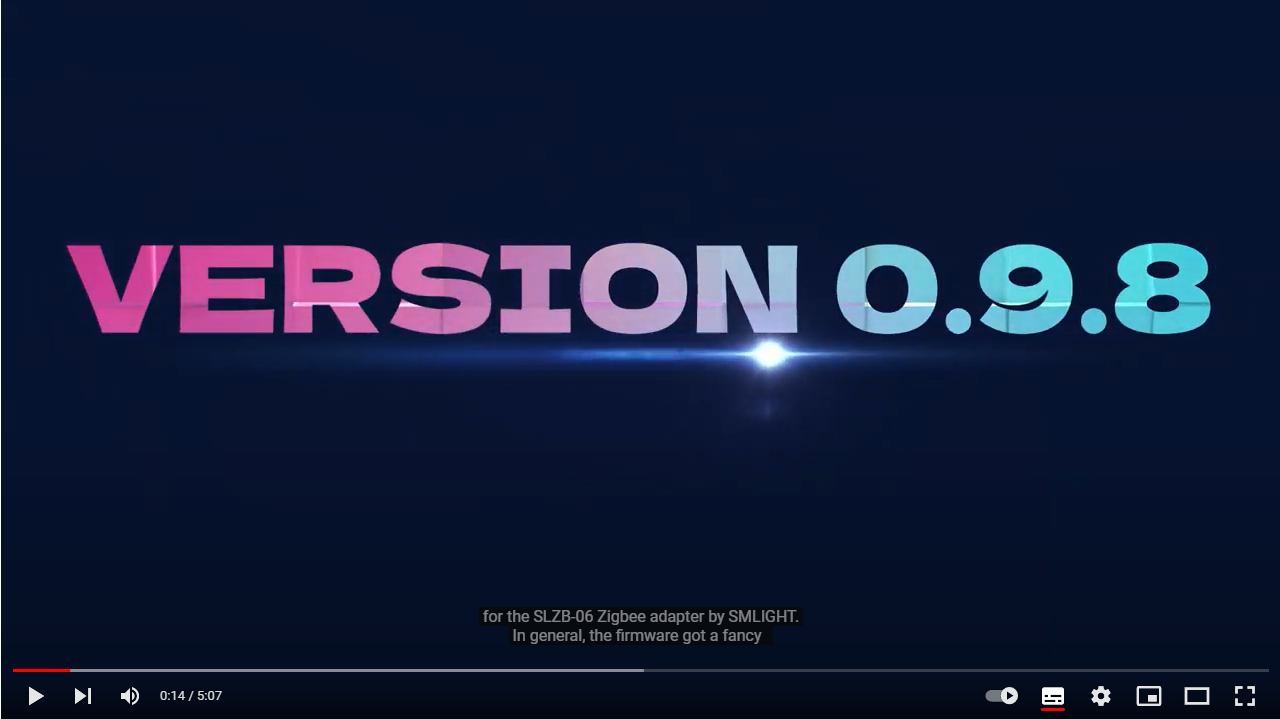 VERSION 0.9.8
for the SLZB-06 Zigbee adapter by SMLIGHT.
In general, the firmware got a fancy
0:14 / 5:07